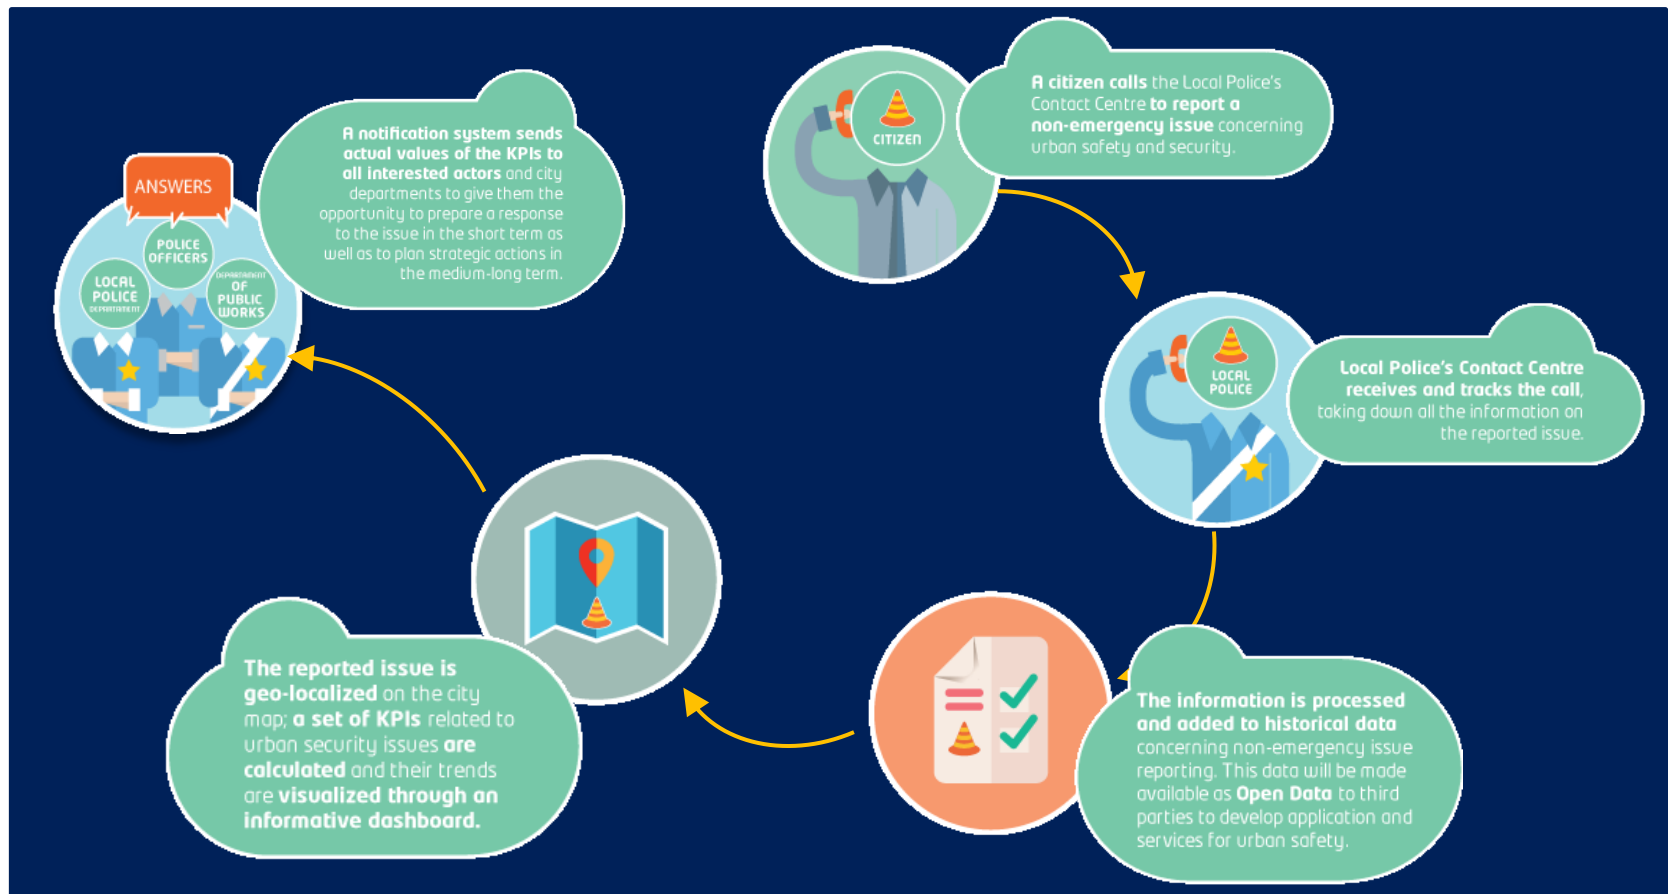 A citizen calls the Local Police's
Contact Centre to report a
non-emergency issue concerning
urban safety and security.
CITIZEN
Local Police's Contact Centre
receives and tracks the call,
taking down all the information on
the reported issue.
LOCAL
POLICE
The information is processed
and added to historical data
concerning non-emergency issue
reporting. This data will be made
available as Open Data to third
parties to develop application and
services for urban safety.
The reported issue is
geo-localized on the city
map; a set of KPIs related to
urban security issues are
calculated and their trends
are visualized through an
informative dashboard.
A notification system sends
actual values of the KPIs to
all interested actors and city
departments to give them the
opportunity to prepare a response
to the issue in the short term as
well as to plan strategic actions in
the medium-long term.
ANSWERS
POLICE
OFFICERS
LOCAL
POLICE
DEPARTMENT
DEPARTAMENT
OF
PUBLIC
WORKS